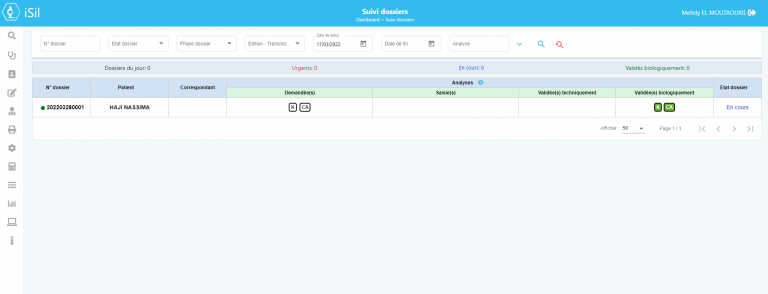 iSil
Suivi dossiers
Dashboard > Suivi dossiers
Mehdy EL MOUTAOUKIL
N° dossier
Etat dossier
Phase dossier
Edition - Transmis...
Date de début
17/03/2022
Date de fin
Analyse
Dossiers du jour: 0
Urgents: 0
En cours: 0
Validés biologiquement: 0
N° dossier
Patient
Correspondant
Analyses
Etat dossier
Demandée(s)
Saisie(s)
Validée(s) techniquement
Validée(s) biologiquement
202202280001
HAJI NASSIMA
K CA
K CA
En cours
Afficher :
50
Page 1 / 1